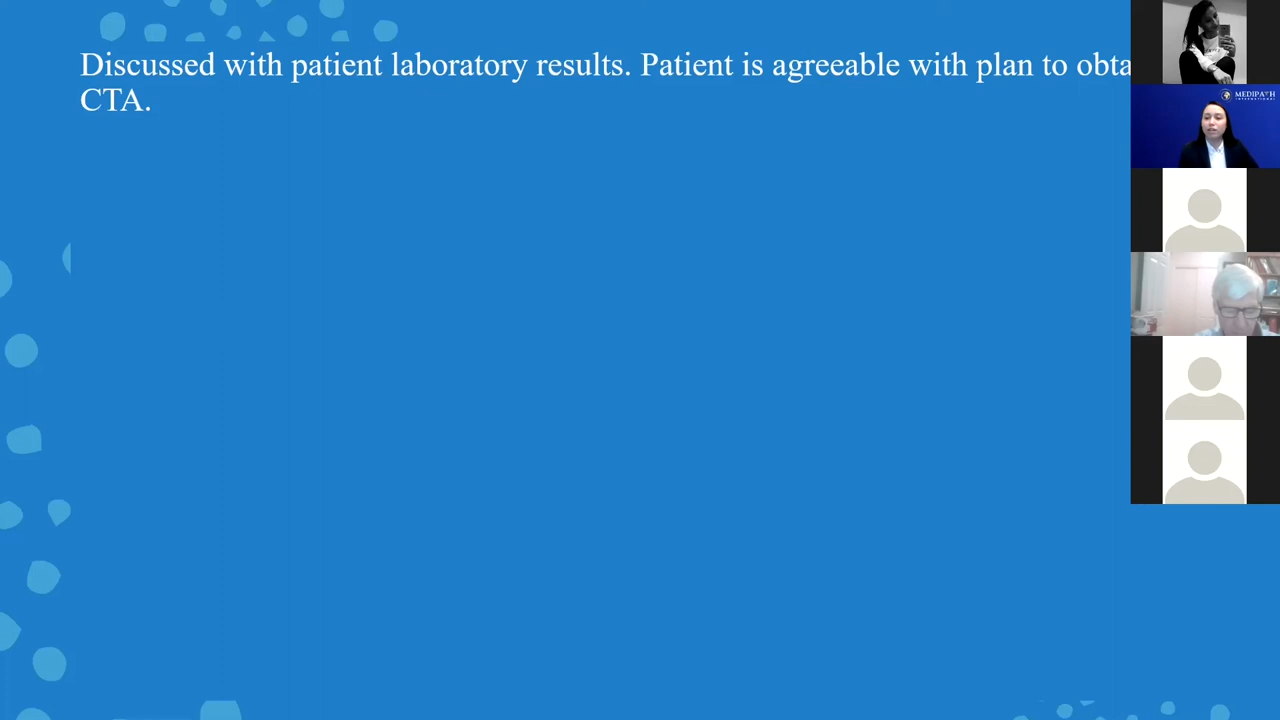 Discussed with patient laboratory results. Patient is agreeable with plan to obta
CTA.
MEDIPATH
INTERNATIONAL